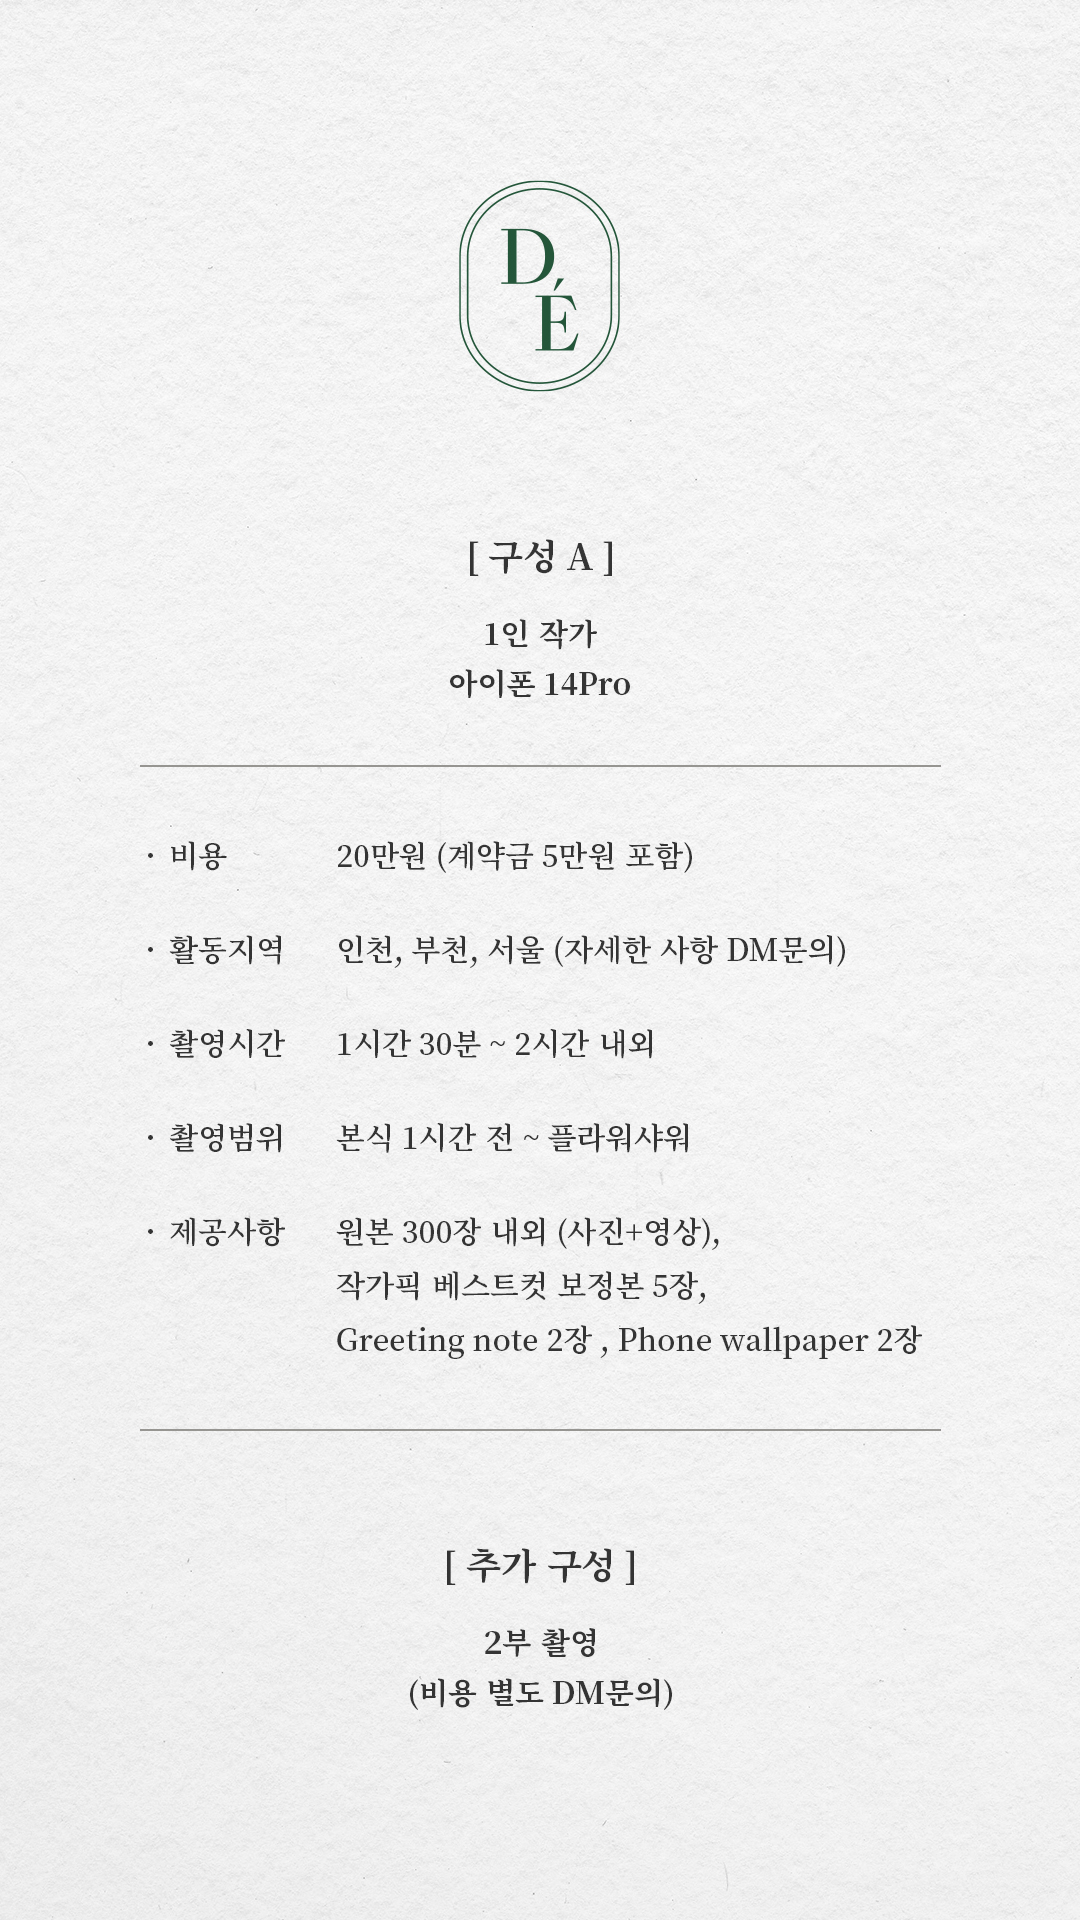 D
É
[ 구성 A ]
1인 작가
아이폰 14Pro
· 비용 20만원 (계약금 5만원 포함)
· 활동지역 인천, 부천, 서울 (자세한 사항 DM문의)
· 촬영시간 1시간 30분 ~ 2시간 내외
· 촬영범위 본식 1시간 전 ~ 플라워샤워
· 제공사항 원본 300장 내외 (사진+영상),
작가픽 베스트컷 보정본 5장,
Greeting note 2장 , Phone wallpaper 2장
[ 추가 구성 ]
2부 촬영
(비용 별도 DM문의)